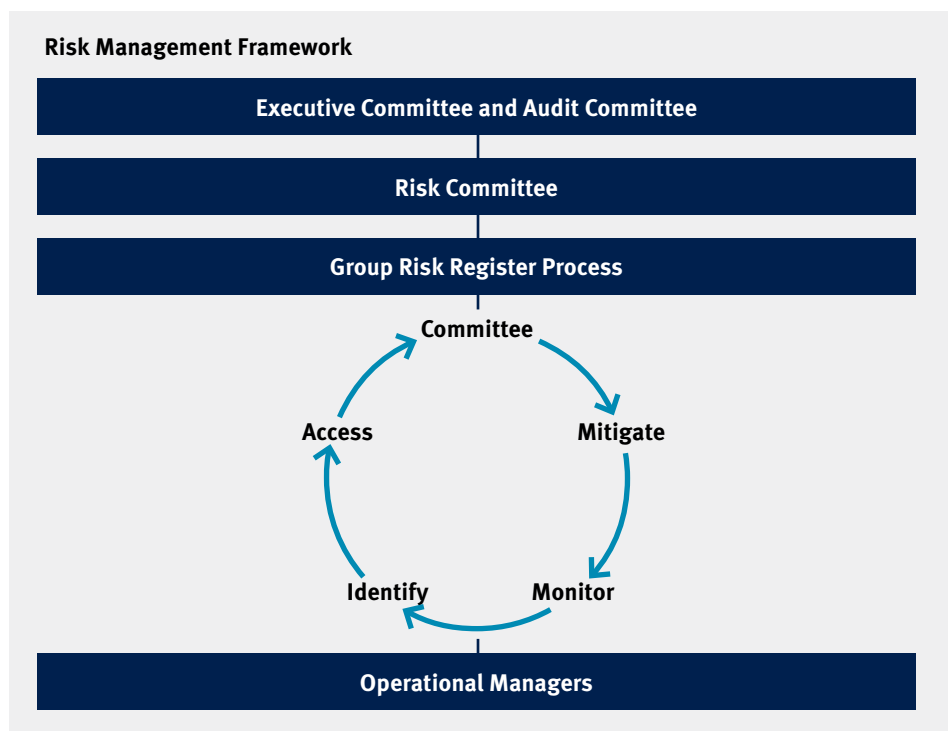 Risk Management Framework
Executive Committee and Audit Committee
Risk Committee
Group Risk Register Process
Committee
Access
Mitigate
Identify
Monitor
Operational Managers